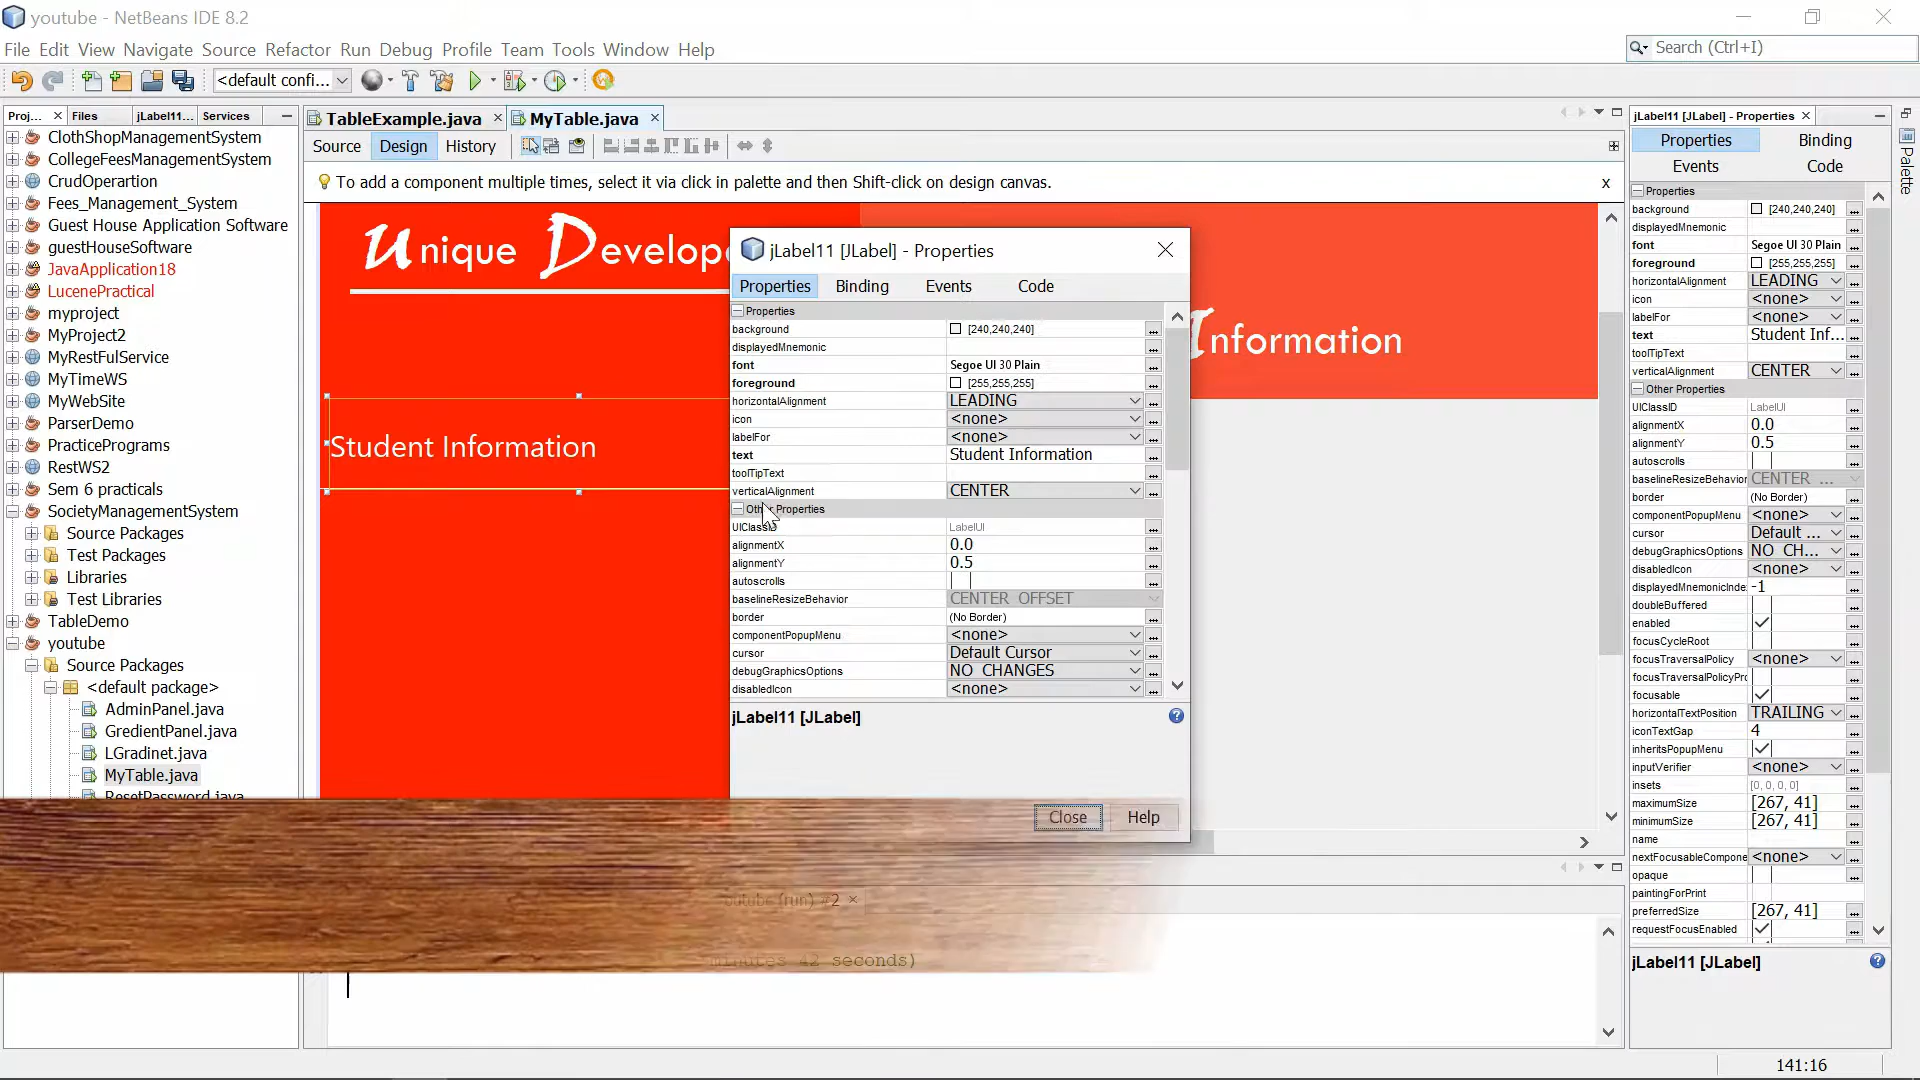 youtube - NetBeans IDE 8.2
File Edit View Navigate Source Refactor Run Debug Profile Team Tools Window Help
Search (Ctrl+I)
<default confi...
Proj... Files jLabel11... Services
ClothShopManagementSystem
CollegeFeesManagementSystem
CrudOperartion
Fees_Management_System
Guest House Application Software
guestHouseSoftware
JavaApplication18
LucenePractical
myproject
MyProject2
MyRestFulService
MyTimeWS
MyWebSite
ParserDemo
PracticePrograms
RestWS2
Sem 6 practicals
SocietyManagementSystem
Source Packages
Test Packages
Libraries
Test Libraries
TableDemo
youtube
Source Packages
<default package>
AdminPanel.java
GredientPanel.java
LGradinet.java
MyTable.java
ResetPassword.java
TableExample.java MyTable.java
Source Design History
To add a component multiple times, select it via click in palette and then Shift-click on design canvas. x
Unique Develope
Information
Student Information
jLabel11 [JLabel] - Properties
Properties Binding Events Code
Properties
background [240,240,240]
displayedMnemonic
font Segoe UI 30 Plain
foreground [255,255,255]
horizontalAlignment LEADING
icon <none>
labelFor <none>
text Student Information
toolTipText
verticalAlignment CENTER
Other Properties
UIClassID LabelUI
alignmentX 0.0
alignmentY 0.5
autoscrolls
baselineResizeBehavior CENTER_OFFSET
border (No Border)
componentPopupMenu <none>
cursor Default Cursor
debugGraphicsOptions NO_CHANGES
disabledIcon <none>
jLabel11 [JLabel]
Close Help
(run) #2
42 seconds)
jLabel11 [JLabel] - Properties
Properties Binding
Events Code
Properties
background [240,240,240] ...
displayedMnemonic ...
font Segoe UI 30 Plain ...
foreground [255,255,255] ...
horizontalAlignment LEADING ...
icon <none> ...
labelFor <none> ...
text Student Inf... ...
toolTipText ...
verticalAlignment CENTER ...
Other Properties
UIClassID LabelUI ...
alignmentX 0.0 ...
alignmentY 0.5 ...
autoscrolls ...
baselineResizeBehavior CENTER_...
border (No Border) ...
componentPopupMenu <none> ...
cursor Default ... ...
debugGraphicsOptions NO_CH... ...
disabledIcon <none> ...
displayedMnemonicIndex -1 ...
doubleBuffered ...
enabled ...
focusCycleRoot ...
focusTraversalPolicy <none> ...
focusTraversalPolicyPro ...
focusable ...
horizontalTextPosition TRAILING ...
iconTextGap 4 ...
inheritsPopupMenu ...
inputVerifier <none> ...
insets [0, 0, 0, 0] ...
maximumSize [267, 41] ...
minimumSize [267, 41] ...
name ...
nextFocusableCompone <none> ...
opaque ...
paintingForPrint ...
preferredSize [267, 41] ...
requestFocusEnabled ...
jLabel11 [JLabel]
Palette
141:16